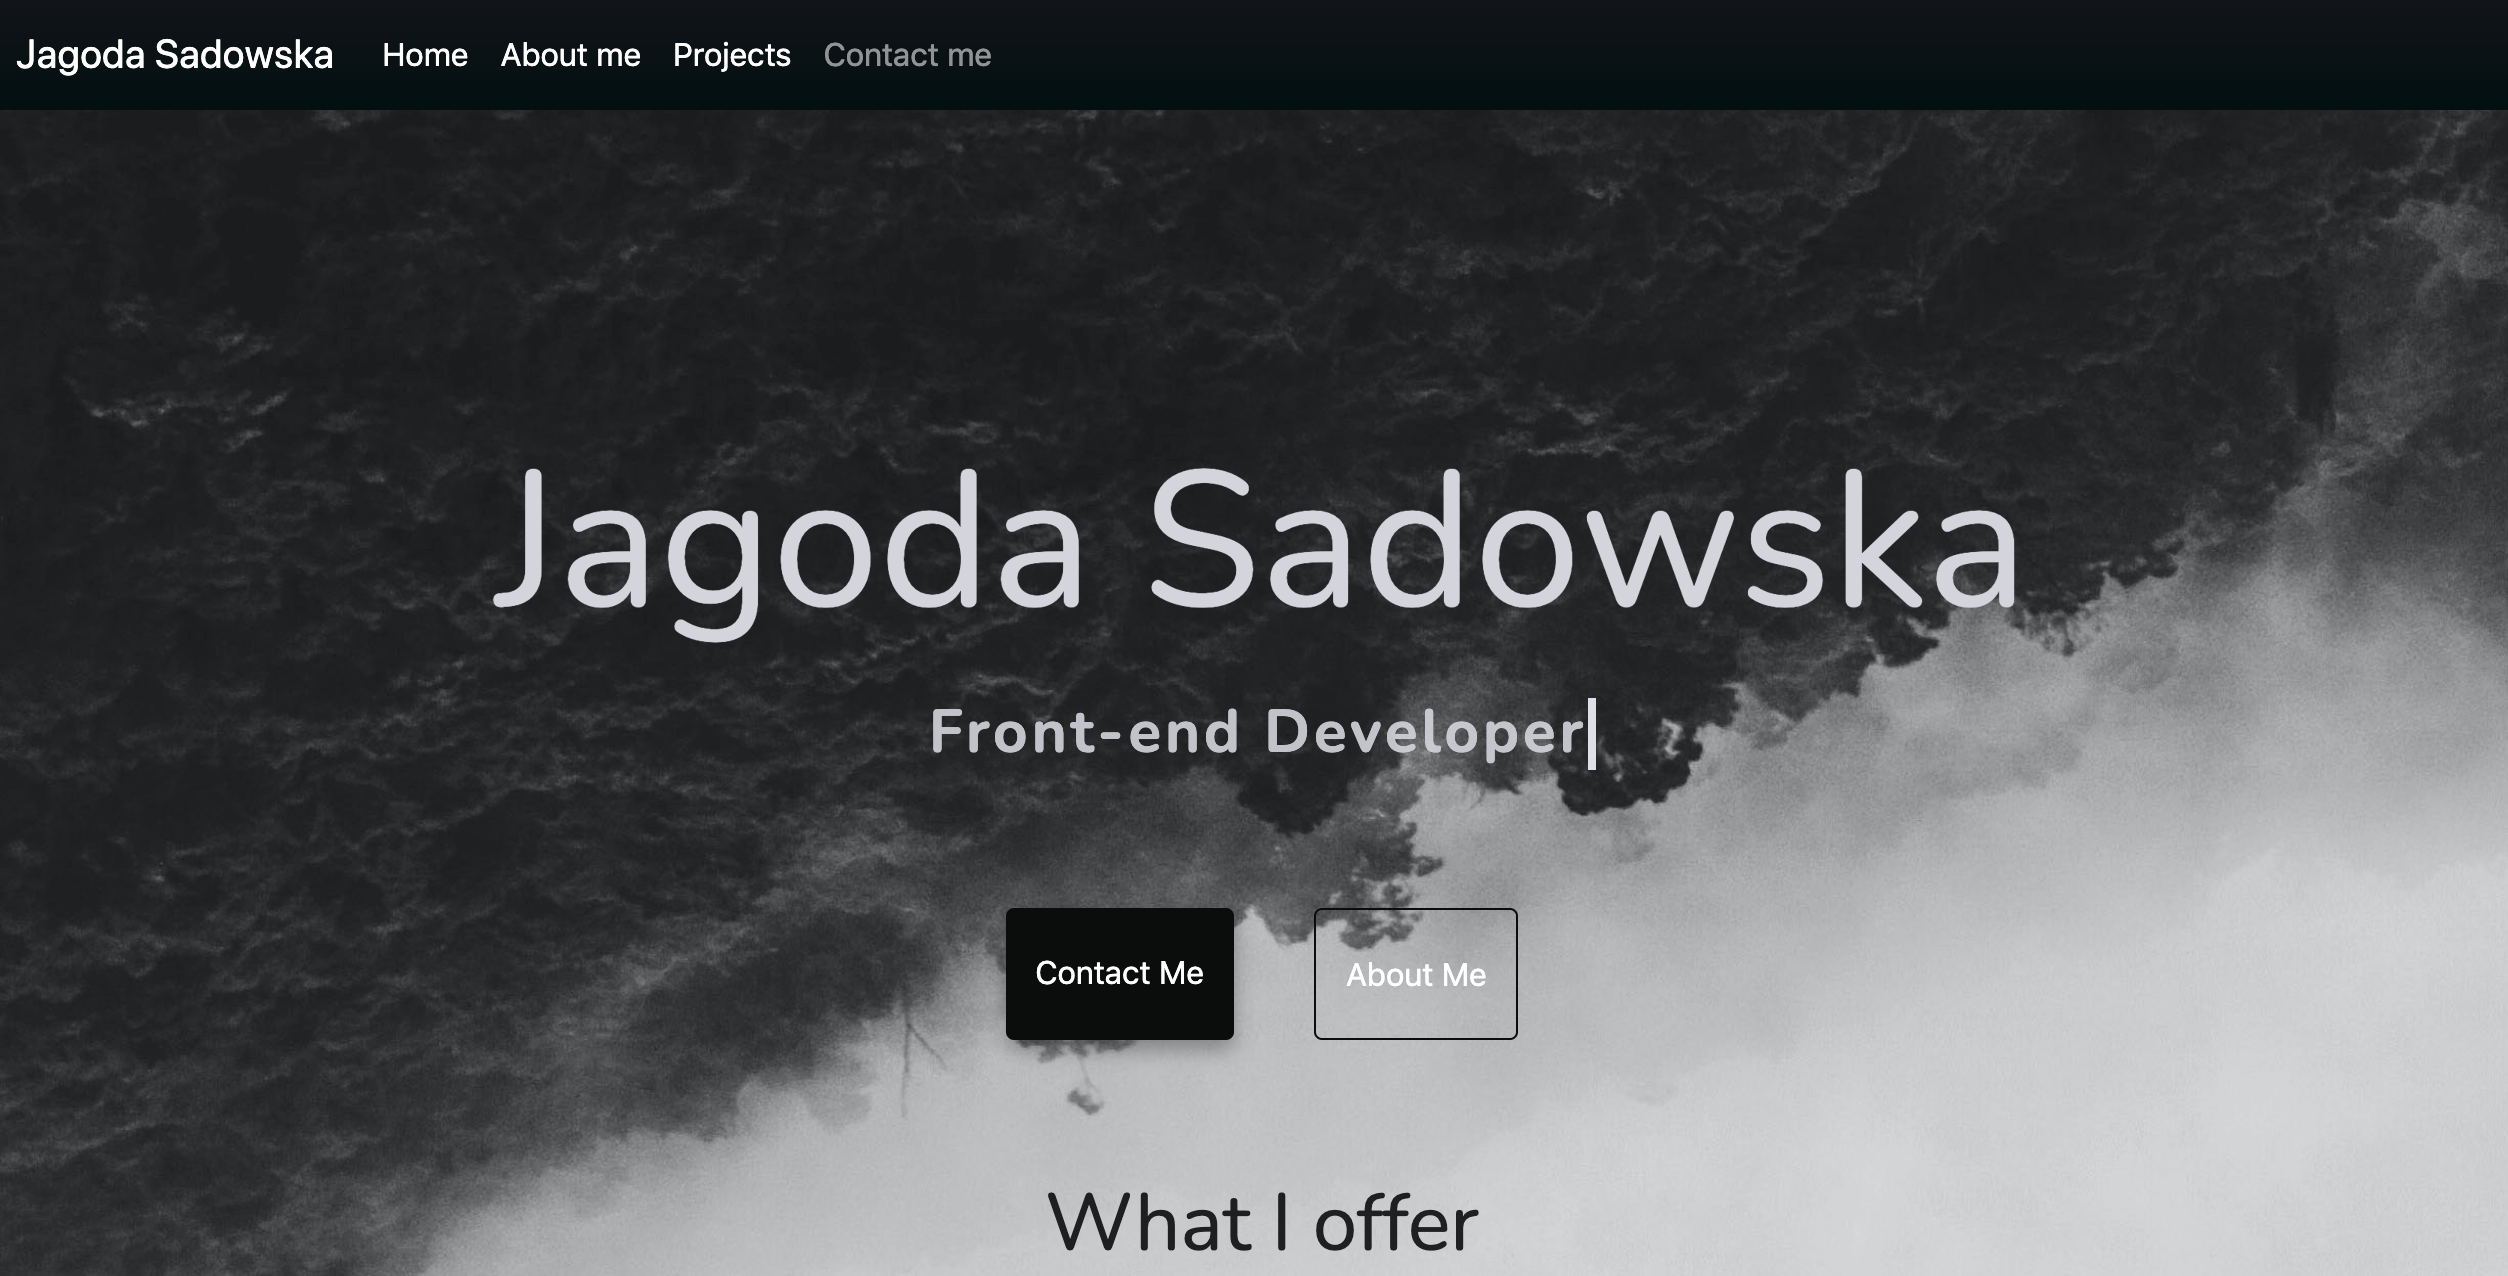 Jagoda Sadowska Home About me Projects Contact me
Jagoda Sadowska
Front-end Developer
Contact Me About Me
What I offer